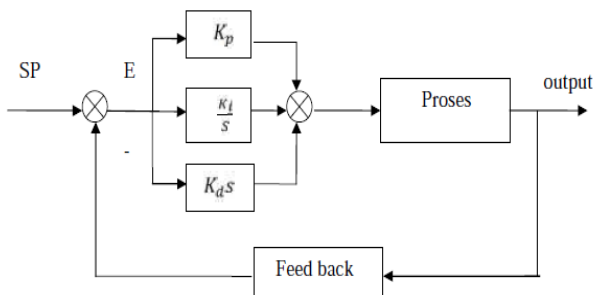 SP
E
-
Kp
Ki/s
Kds
Proses
output
Feed back